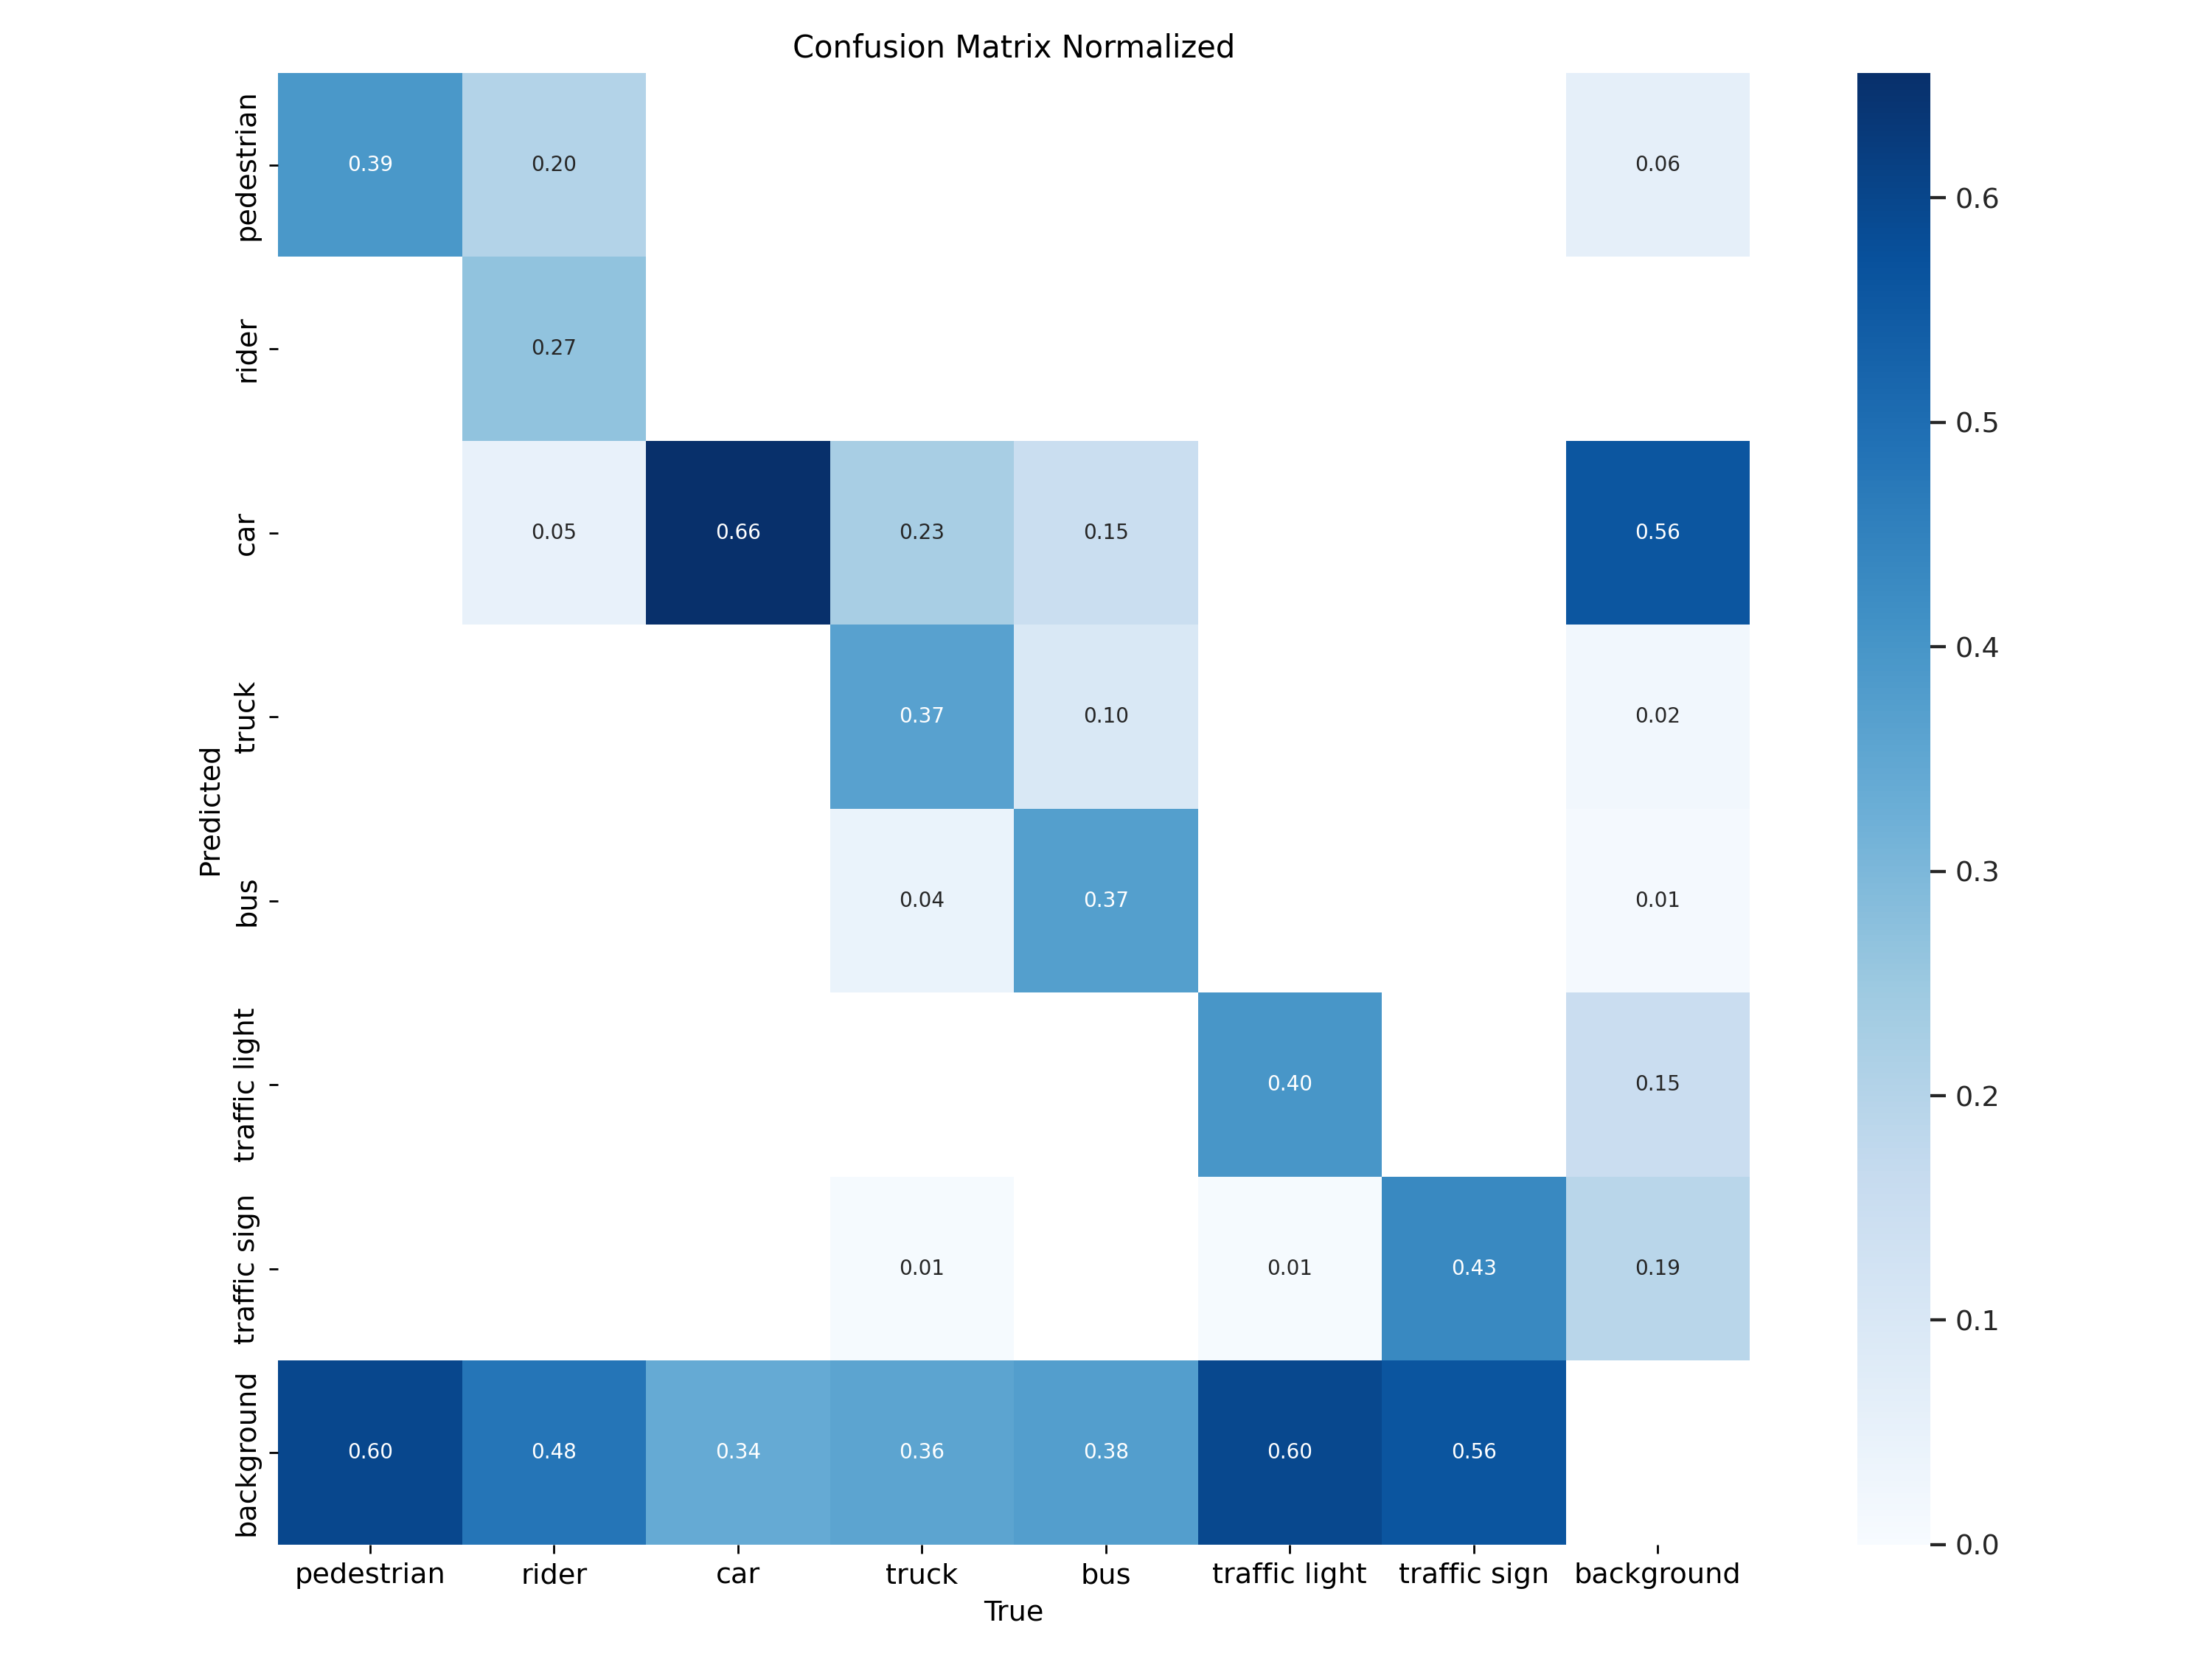 Confusion Matrix Normalized
pedestrian
0.39
0.20
0.06
rider
0.27
car
0.05
0.66
0.23
0.15
0.56
truck
0.37
0.10
0.02
bus
0.04
0.37
0.01
traffic light
0.40
0.15
traffic sign
0.01
0.01
0.43
0.19
background
0.60
0.48
0.34
0.36
0.38
0.60
0.56
Predicted
pedestrian
rider
car
truck
bus
traffic light
traffic sign
background
True
0.6
0.5
0.4
0.3
0.2
0.1
0.0